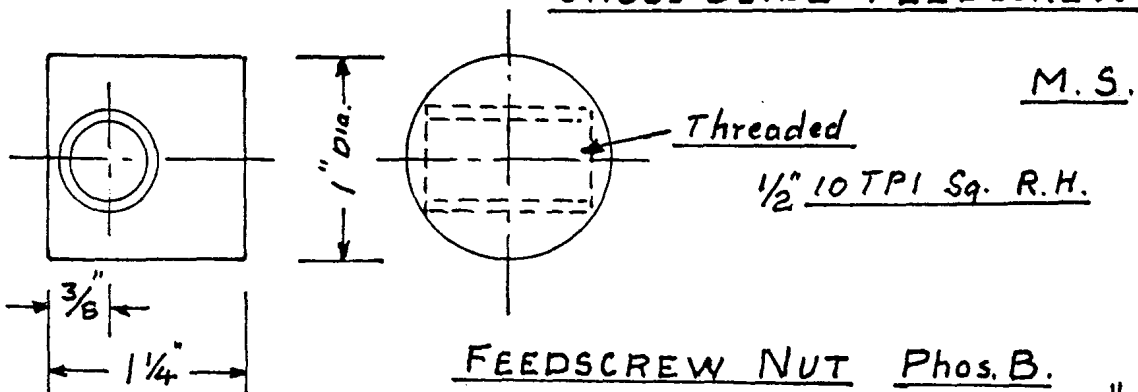 M.S.
1" Dia.
Threaded
1/2" 10 TPI Sq. R.H.
3/8"
1 1/4"
FEEDSCREW NUT Phos. B.
"